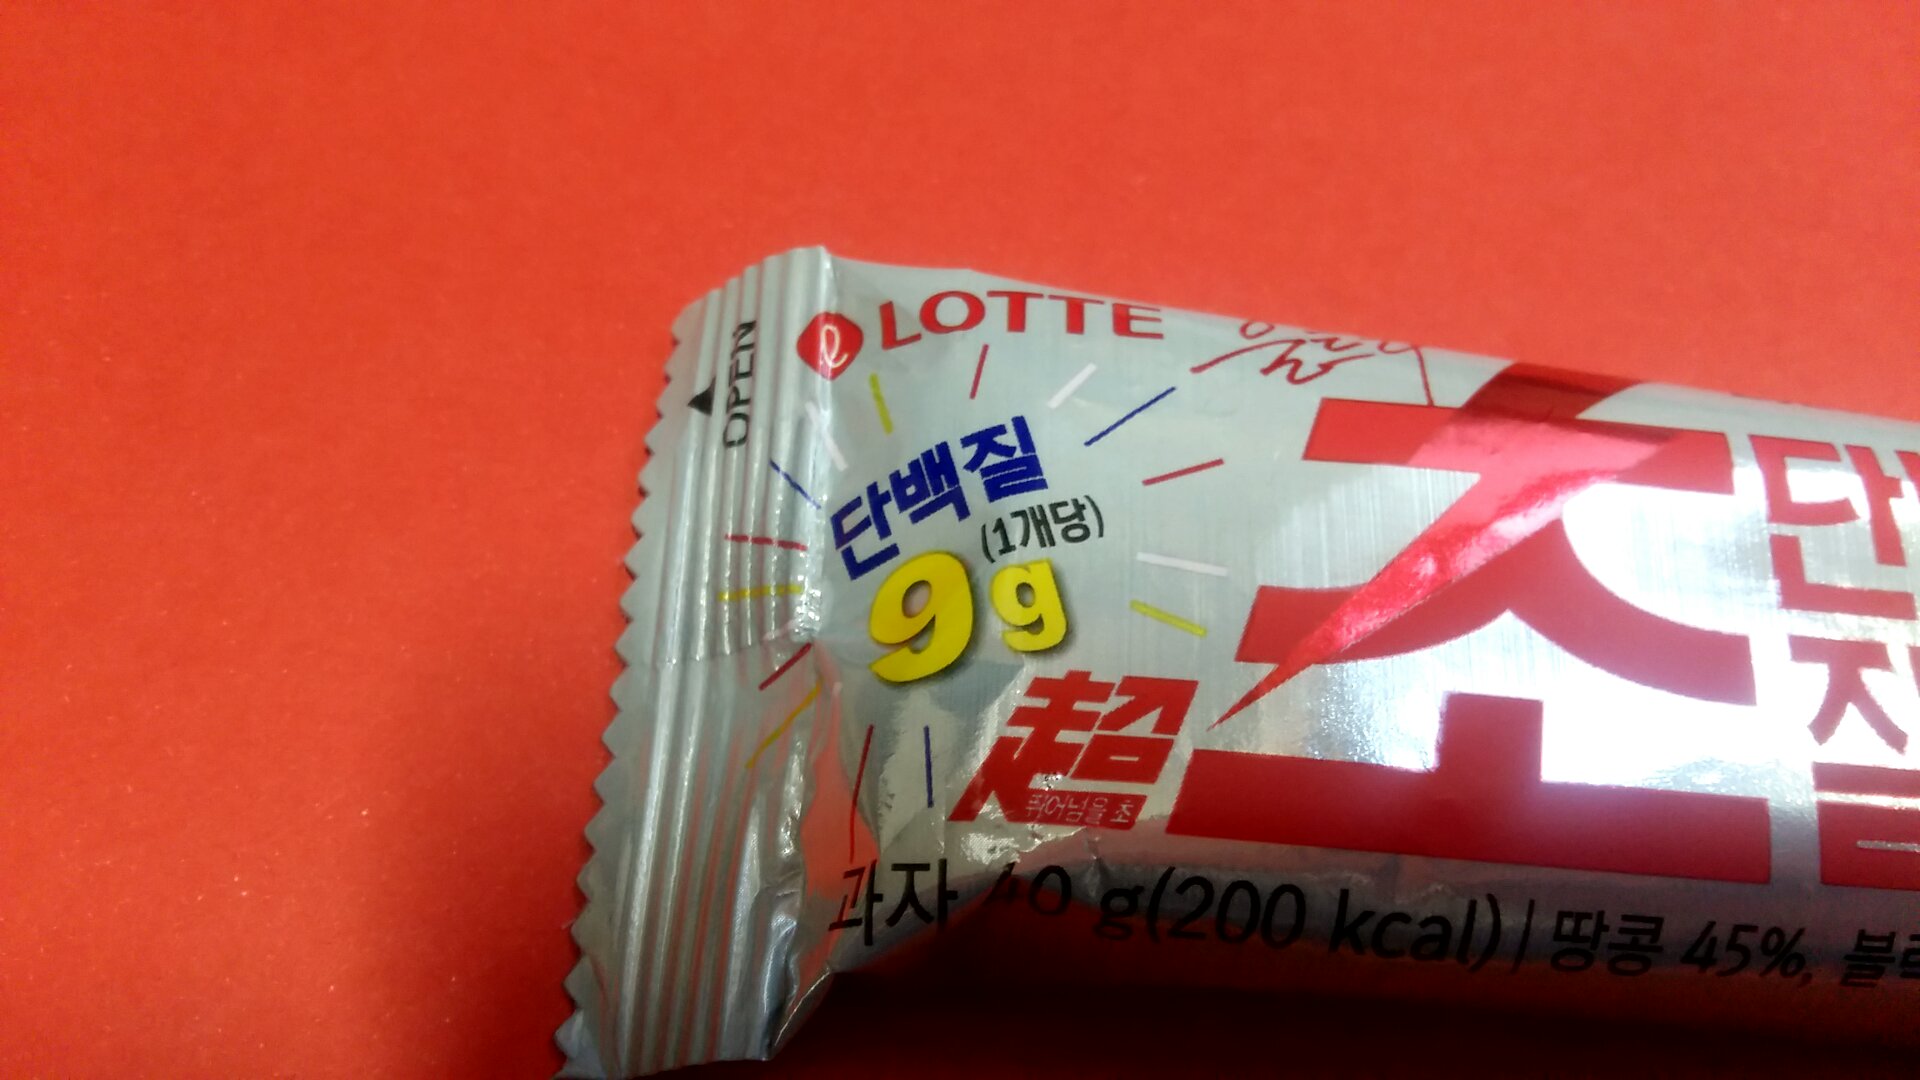 OPEN
LOTTE
단백질
(1개당)
9g
초
단
超
뛰어넘을 초
과자 40 g(200 kcal) | 땅콩 45%,